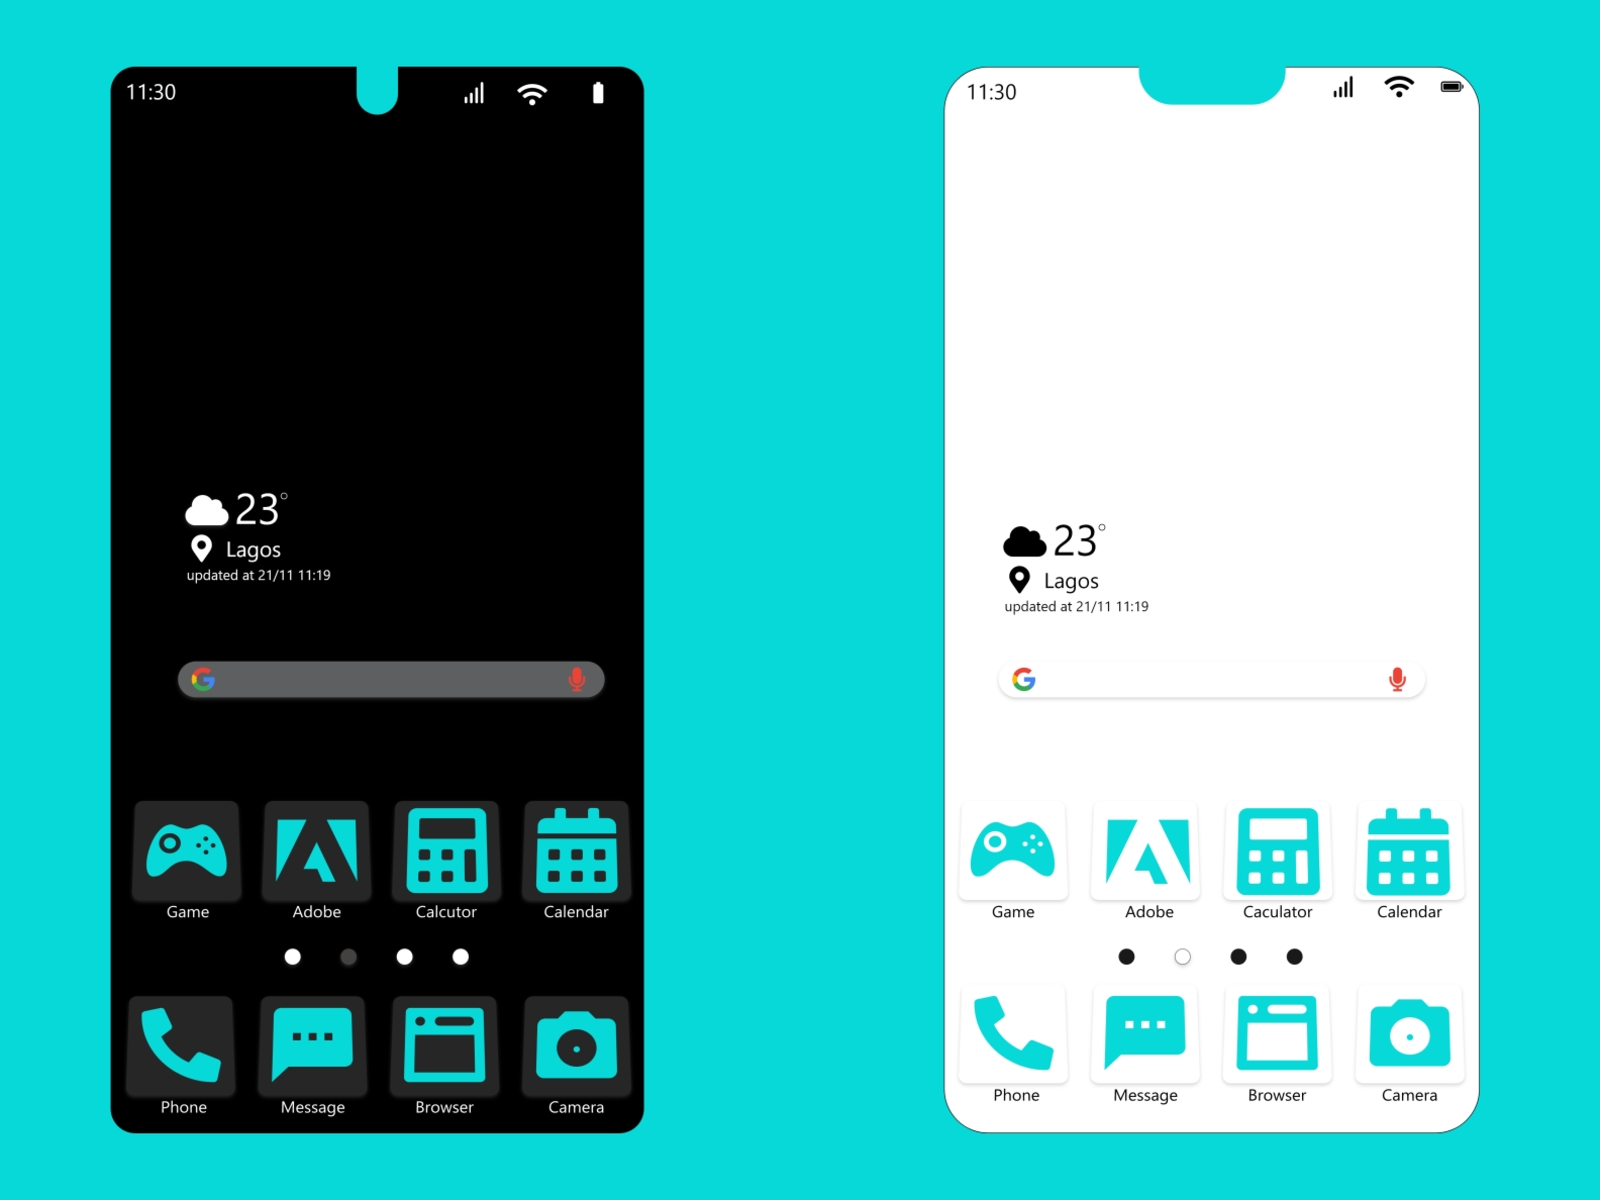 11:30
23°
Lagos
updated at 21/11 11:19
Game Adobe Calcutor Calendar
Phone Message Browser Camera
11:30
23°
Lagos
updated at 21/11 11:19
Game Adobe Caculator Calendar
Phone Message Browser Camera